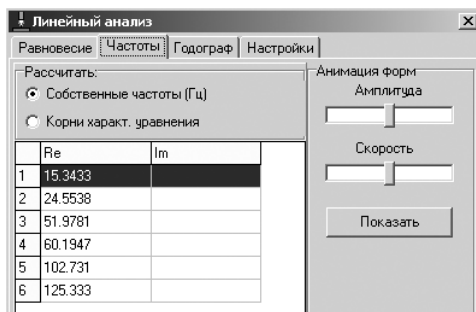 Линейный анализ
Равновесие Частоты Годограф Настройки
Рассчитать:
Собственные частоты (Гц)
Корни характ. уравнения
Re Im
1 15.3433
2 24.5538
3 51.9781
4 60.1947
5 102.731
6 125.333
Анимация форм
Амплитуда
Скорость
Показать